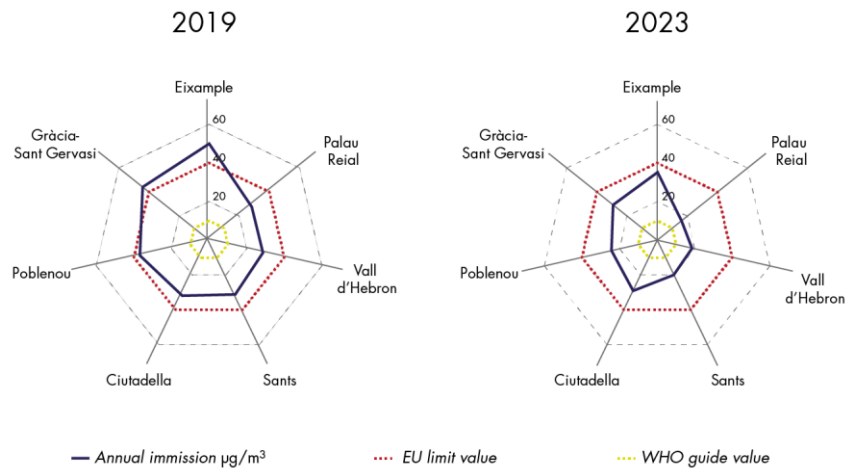 2019
Eixample
60
40
20
Gràcia-
Sant Gervasi
Palau
Reial
Poblenou
Vall
d'Hebron
Ciutadella
Sants
2023
Eixample
60
40
20
Gràcia-
Sant Gervasi
Palau
Reial
Poblenou
Vall
d'Hebron
Ciutadella
Sants
Annual immission µg/m³
EU limit value
WHO guide value